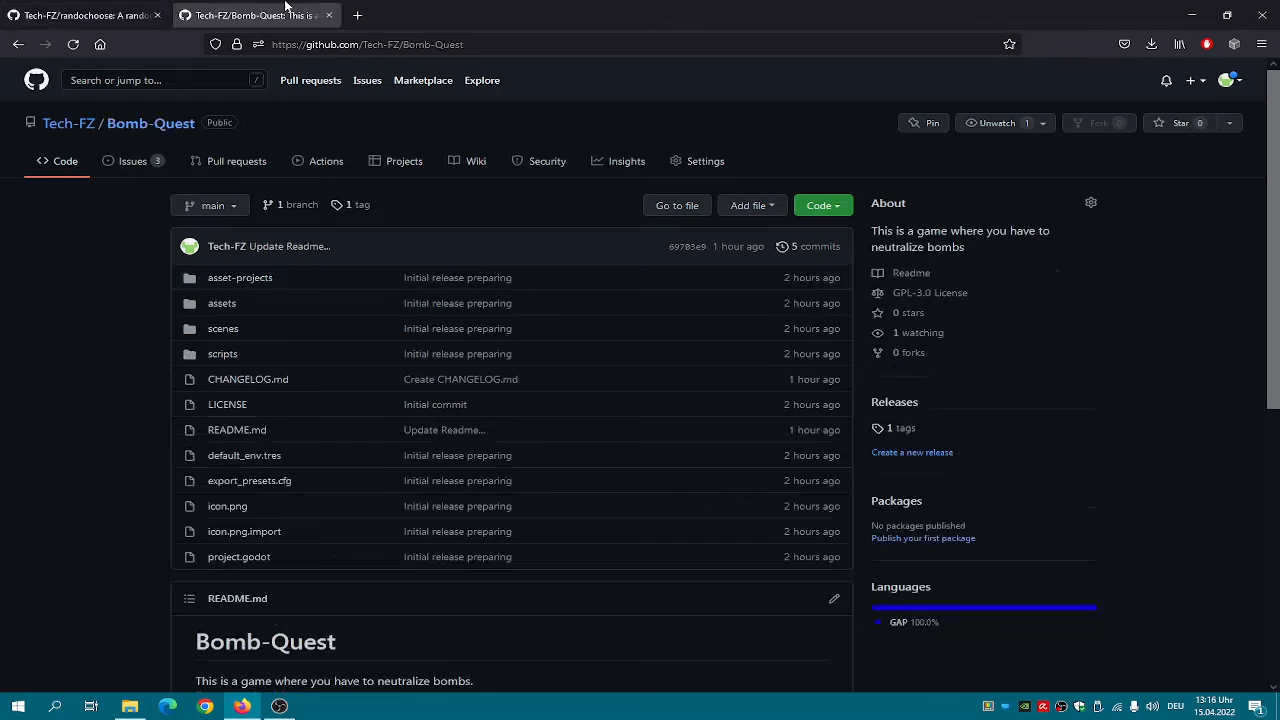 Tech-FZ/randochoose: A rando
Tech-FZ/Bomb-Quest: This is a
https://github.com/Tech-FZ/Bomb-Quest
Search or jump to...
/
Pull requests
Issues
Marketplace
Explore
Tech-FZ / Bomb-Quest
Public
Pin
Unwatch 1
Fork 0
Star 0
Code
Issues 3
Pull requests
Actions
Projects
Wiki
Security
Insights
Settings
main
1 branch
1 tag
Go to file
Add file
Code
Tech-FZ Update Readme...
69703e9 1 hour ago
5 commits
asset-projects Initial release preparing 2 hours ago
assets Initial release preparing 2 hours ago
scenes Initial release preparing 2 hours ago
scripts Initial release preparing 2 hours ago
CHANGELOG.md Create CHANGELOG.md 1 hour ago
LICENSE Initial commit 2 hours ago
README.md Update Readme... 1 hour ago
default_env.tres Initial release preparing 2 hours ago
export_presets.cfg Initial release preparing 2 hours ago
icon.png Initial release preparing 2 hours ago
icon.png.import Initial release preparing 2 hours ago
project.godot Initial release preparing 2 hours ago
README.md
Bomb-Quest
This is a game where you have to neutralize bombs.
About
This is a game where you have to
neutralize bombs
Readme
GPL-3.0 License
0 stars
1 watching
0 forks
Releases
1 tags
Create a new release
Packages
No packages published
Publish your first package
Languages
GAP 100.0%
DEU
13:16 Uhr
15.04.2022